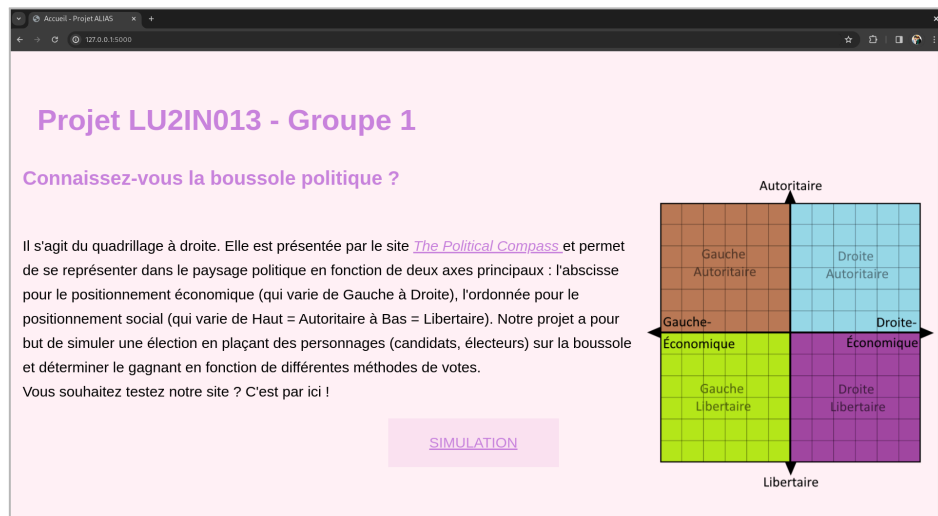 Accueil - Projet ALIAS
127.0.0.1:5000
Projet LU2IN013 - Groupe 1
Connaissez-vous la boussole politique ?
Il s'agit du quadrillage à droite. Elle est présentée par le site The Political Compass et permet
de se représenter dans le paysage politique en fonction de deux axes principaux : l'abscisse
pour le positionnement économique (qui varie de Gauche à Droite), l'ordonnée pour le
positionnement social (qui varie de Haut = Autoritaire à Bas = Libertaire). Notre projet a pour
but de simuler une élection en plaçant des personnages (candidats, électeurs) sur la boussole
et déterminer le gagnant en fonction de différentes méthodes de votes.
Vous souhaitez testez notre site ? C'est par ici !
SIMULATION
Autoritaire
Gauche
Autoritaire
Droite
Autoritaire
Gauche-
Économique
Droite-
Économique
Gauche
Libertaire
Droite
Libertaire
Libertaire